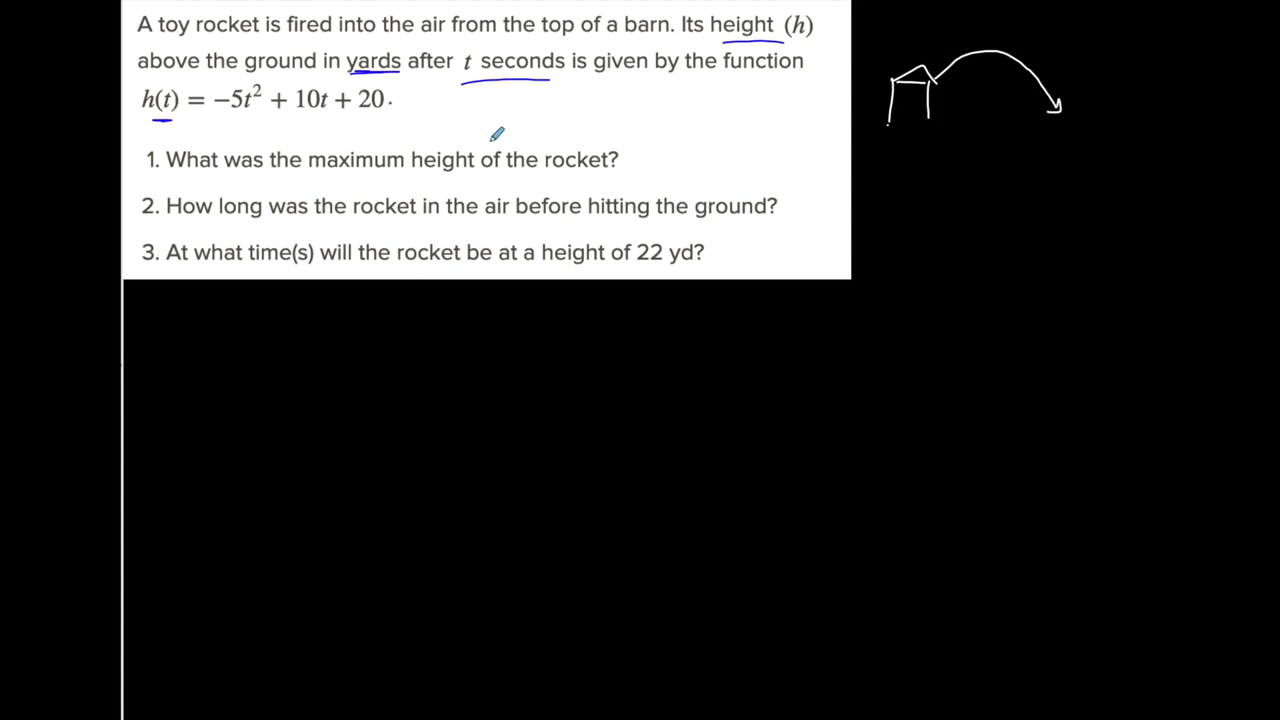 A toy rocket is fired into the air from the top of a barn. Its height (h)
above the ground in yards after t seconds is given by the function
h(t) = −5t² + 10t + 20.
1. What was the maximum height of the rocket?
2. How long was the rocket in the air before hitting the ground?
3. At what time(s) will the rocket be at a height of 22 yd?